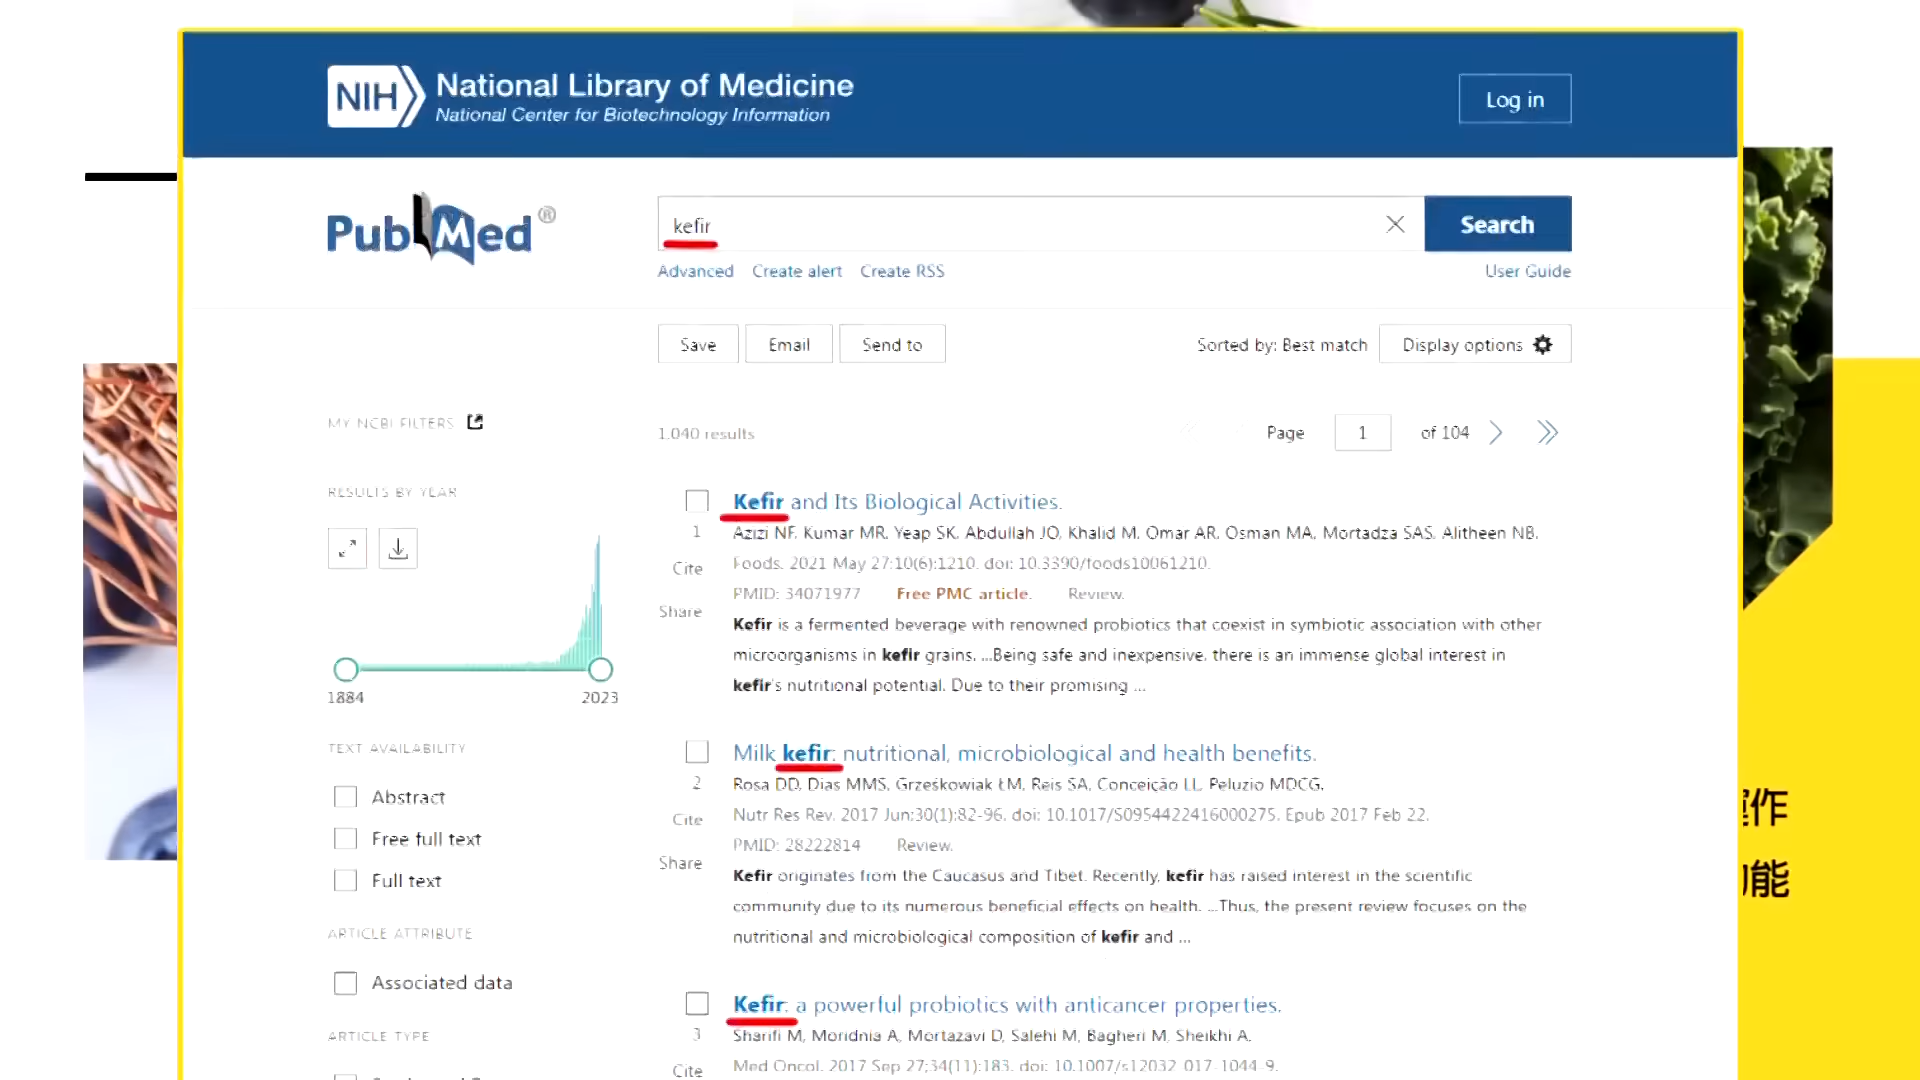 NIH National Library of Medicine
National Center for Biotechnology Information
Log in
PubMed®
kefir
Search
Advanced Create alert Create RSS
User Guide
Save Email Send to
Sorted by: Best match Display options
MY NCBI FILTERS
1,040 results
Page 1 of 104
RESULTS BY YEAR
1884 2023
TEXT AVAILABILITY
Abstract
Free full text
Full text
ARTICLE ATTRIBUTE
Associated data
ARTICLE TYPE
Kefir and Its Biological Activities.
1
Azizi NF, Kumar MR, Yeap SK, Abdullah JO, Khalid M, Omar AR, Osman MA, Mortadza SAS, Alitheen NB.
Cite
Foods. 2021 May 27;10(6):1210. doi: 10.3390/foods10061210.
PMID: 34071977 Free PMC article. Review.
Share
Kefir is a fermented beverage with renowned probiotics that coexist in symbiotic association with other
microorganisms in kefir grains. ...Being safe and inexpensive, there is an immense global interest in
kefir's nutritional potential. Due to their promising ...
Milk kefir: nutritional, microbiological and health benefits.
2
Rosa DD, Dias MMS, Grześkowiak ŁM, Reis SA, Conceição LL, Peluzio MDCG.
Cite
Nutr Res Rev. 2017 Jun;30(1):82-96. doi: 10.1017/S0954422416000275. Epub 2017 Feb 22.
PMID: 28222814 Review.
Share
Kefir originates from the Caucasus and Tibet. Recently, kefir has raised interest in the scientific
community due to its numerous beneficial effects on health. ...Thus, the present review focuses on the
nutritional and microbiological composition of kefir and ...
Kefir: a powerful probiotics with anticancer properties.
3
Sharifi M, Moridnia A, Mortazavi D, Salehi M, Bagheri M, Sheikhi A.
Cite
Med Oncol. 2017 Sep 27;34(11):183. doi: 10.1007/s12032-017-1044-9.
作
能